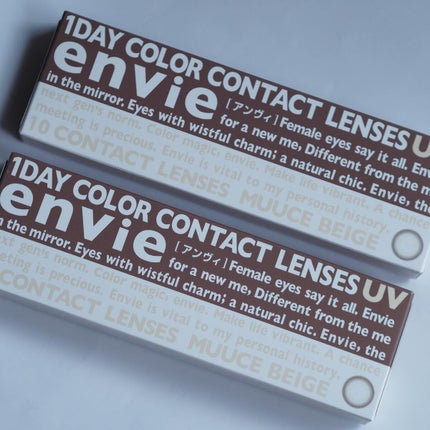 1DAY COLOR CONTACT LENSES UV
envie
[アンヴィ] Female eyes say it all. Envie
for a new me, Different from the me
in the mirror. Eyes with wistful charm; a natural chic. Envie, the
next gen's norm. Color magic, envie. Make life vibrant. A chance
meeting is precious. Envie is vital to my personal history.
10 CONTACT LENSES MUUCE BEIGE
1DAY COLOR CONTACT LENSES UV
envie
[アンヴィ] Female eyes say it all. Envie
for a new me, Different from the me
in the mirror. Eyes with wistful charm; a natural chic. Envie, the
next gen's norm. Color magic, envie. Make life vibrant. A chance
meeting is precious. Envie is vital to my personal history.
CONTACT LENSES MUUCE BEIGE